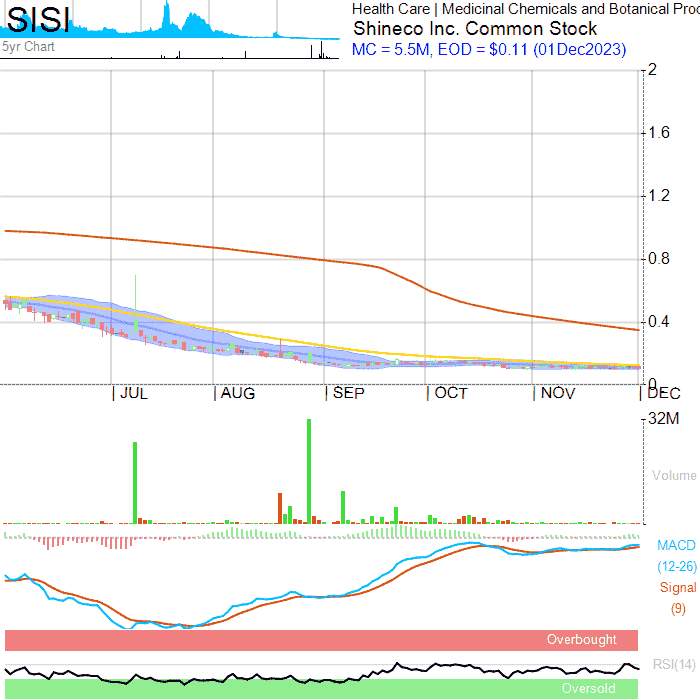 SISI
5yr Chart
Health Care | Medicinal Chemicals and Botanical Proc
Shineco Inc. Common Stock
MC = 5.5M, EOD = $0.11 (01Dec2023)
2
1.6
1.2
0.8
0.4
0
JUL AUG SEP OCT NOV DEC
32M
Volume
MACD
(12-26)
Signal
(9)
Overbought
RSI(14)
Oversold